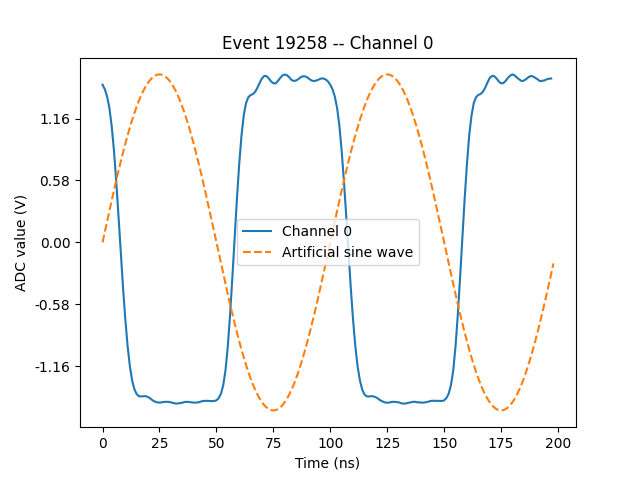 Event 19258 -- Channel 0
ADC value (V)
1.16
0.58
0.00
-0.58
-1.16
Channel 0
Artificial sine wave
0 25 50 75 100 125 150 175 200
Time (ns)